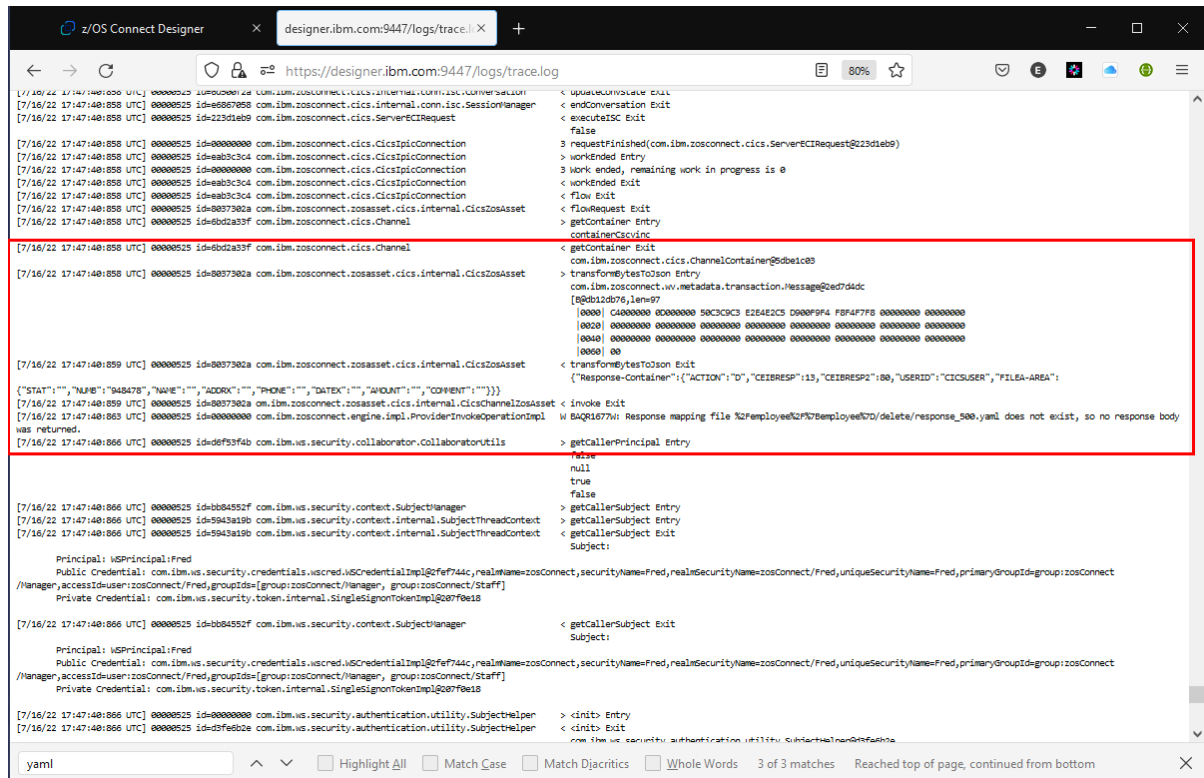 z/OS Connect Designer
designer.ibm.com:9447/logs/trace.l
https://designer.ibm.com:9447/logs/trace.log 80%
[7/16/22 17:47:40:858 UTC] 00000525 id=e6867058 com.ibm.zosconnect.cics.internal.conn.isc.SessionManager < endConversation Exit
[7/16/22 17:47:40:858 UTC] 00000525 id=223d1eb9 com.ibm.zosconnect.cics.ServerECIRequest < executeISC Exit
false
[7/16/22 17:47:40:858 UTC] 00000525 id=00000000 com.ibm.zosconnect.cics.CicsIpicConnection 3 requestFinished(com.ibm.zosconnect.cics.ServerECIRequest@223d1eb9)
[7/16/22 17:47:40:858 UTC] 00000525 id=eab3c3c4 com.ibm.zosconnect.cics.CicsIpicConnection > workEnded Entry
[7/16/22 17:47:40:858 UTC] 00000525 id=00000000 com.ibm.zosconnect.cics.CicsIpicConnection 3 Work ended, remaining work in progress is 0
[7/16/22 17:47:40:858 UTC] 00000525 id=eab3c3c4 com.ibm.zosconnect.cics.CicsIpicConnection < workEnded Exit
[7/16/22 17:47:40:858 UTC] 00000525 id=eab3c3c4 com.ibm.zosconnect.cics.CicsIpicConnection < flow Exit
[7/16/22 17:47:40:858 UTC] 00000525 id=8037302a com.ibm.zosconnect.zosasset.cics.internal.CicsZosAsset < flowRequest Exit
[7/16/22 17:47:40:858 UTC] 00000525 id=6bd2a33f com.ibm.zosconnect.cics.Channel > getContainer Entry
containerCscvinc
[7/16/22 17:47:40:858 UTC] 00000525 id=6bd2a33f com.ibm.zosconnect.cics.Channel < getContainer Exit
com.ibm.zosconnect.cics.ChannelContainer@5dbe1c03
[7/16/22 17:47:40:858 UTC] 00000525 id=8037302a com.ibm.zosconnect.zosasset.cics.internal.CicsZosAsset > transformBytesToJson Entry
com.ibm.zosconnect.wv.metadata.transaction.Message@2ed7d4dc
[B@db12db76,len=97
|0000| C4000000 0D000000 50C3C9C3 E2E4E2C5 D900F9F4 F8F4F7F8 00000000 00000000
|0020| 00000000 00000000 00000000 00000000 00000000 00000000 00000000 00000000
|0040| 00000000 00000000 00000000 00000000 00000000 00000000 00000000 00000000
|0060| 00
[7/16/22 17:47:40:859 UTC] 00000525 id=8037302a com.ibm.zosconnect.zosasset.cics.internal.CicsZosAsset < transformBytesToJson Exit
{"Response-Container":{"ACTION":"D","CEIBRESP":13,"CEIBRESP2":80,"USERID":"CICSUSER","FILEA-AREA":
{"STAT":"","NUMB":"948478","NAME":"","ADDRX":"","PHONE":"","DATEX":"","AMOUNT":"","COMMENT":""}}}
[7/16/22 17:47:40:859 UTC] 00000525 id=8037302a om.ibm.zosconnect.zosasset.cics.internal.CicsChannelZosAsset < invoke Exit
[7/16/22 17:47:40:863 UTC] 00000525 id=00000000 com.ibm.zosconnect.engine.impl.ProviderInvokeOperationImpl W BAQR1677W: Response mapping file %2Femployee%2F%7Bemployee%7D/delete/response_500.yaml does not exist, so no response body
was returned.
[7/16/22 17:47:40:866 UTC] 00000525 id=d6f53f4b com.ibm.ws.security.collaborator.CollaboratorUtils > getCallerPrincipal Entry
false
null
true
false
[7/16/22 17:47:40:866 UTC] 00000525 id=bb84552f com.ibm.ws.security.context.SubjectManager > getCallerSubject Entry
[7/16/22 17:47:40:866 UTC] 00000525 id=5943a19b com.ibm.ws.security.context.internal.SubjectThreadContext > getCallerSubject Entry
[7/16/22 17:47:40:866 UTC] 00000525 id=5943a19b com.ibm.ws.security.context.internal.SubjectThreadContext < getCallerSubject Exit
Subject:
Principal: WSPrincipal:Fred
Public Credential: com.ibm.ws.security.credentials.wscred.WSCredentialImpl@2fef744c,realmName=zosConnect,securityName=Fred,realmSecurityName=zosConnect/Fred,uniqueSecurityName=Fred,primaryGroupId=group:zosConnect
/Manager,accessId=user:zosConnect/Fred,groupIds=[group:zosConnect/Manager, group:zosConnect/Staff]
Private Credential: com.ibm.ws.security.token.internal.SingleSignonTokenImpl@207f0e18
[7/16/22 17:47:40:866 UTC] 00000525 id=bb84552f com.ibm.ws.security.context.SubjectManager < getCallerSubject Exit
Subject:
Principal: WSPrincipal:Fred
Public Credential: com.ibm.ws.security.credentials.wscred.WSCredentialImpl@2fef744c,realmName=zosConnect,securityName=Fred,realmSecurityName=zosConnect/Fred,uniqueSecurityName=Fred,primaryGroupId=group:zosConnect
/Manager,accessId=user:zosConnect/Fred,groupIds=[group:zosConnect/Manager, group:zosConnect/Staff]
Private Credential: com.ibm.ws.security.token.internal.SingleSignonTokenImpl@207f0e18
[7/16/22 17:47:40:866 UTC] 00000525 id=00000000 com.ibm.ws.security.authentication.utility.SubjectHelper > <init> Entry
[7/16/22 17:47:40:866 UTC] 00000525 id=d3fe6b2e com.ibm.ws.security.authentication.utility.SubjectHelper < <init> Exit
com.ibm.ws.security.authentication.utility.SubjectHelper@d3fe6b2e
yaml Highlight All Match Case Match Diacritics Whole Words 3 of 3 matches Reached top of page, continued from bottom